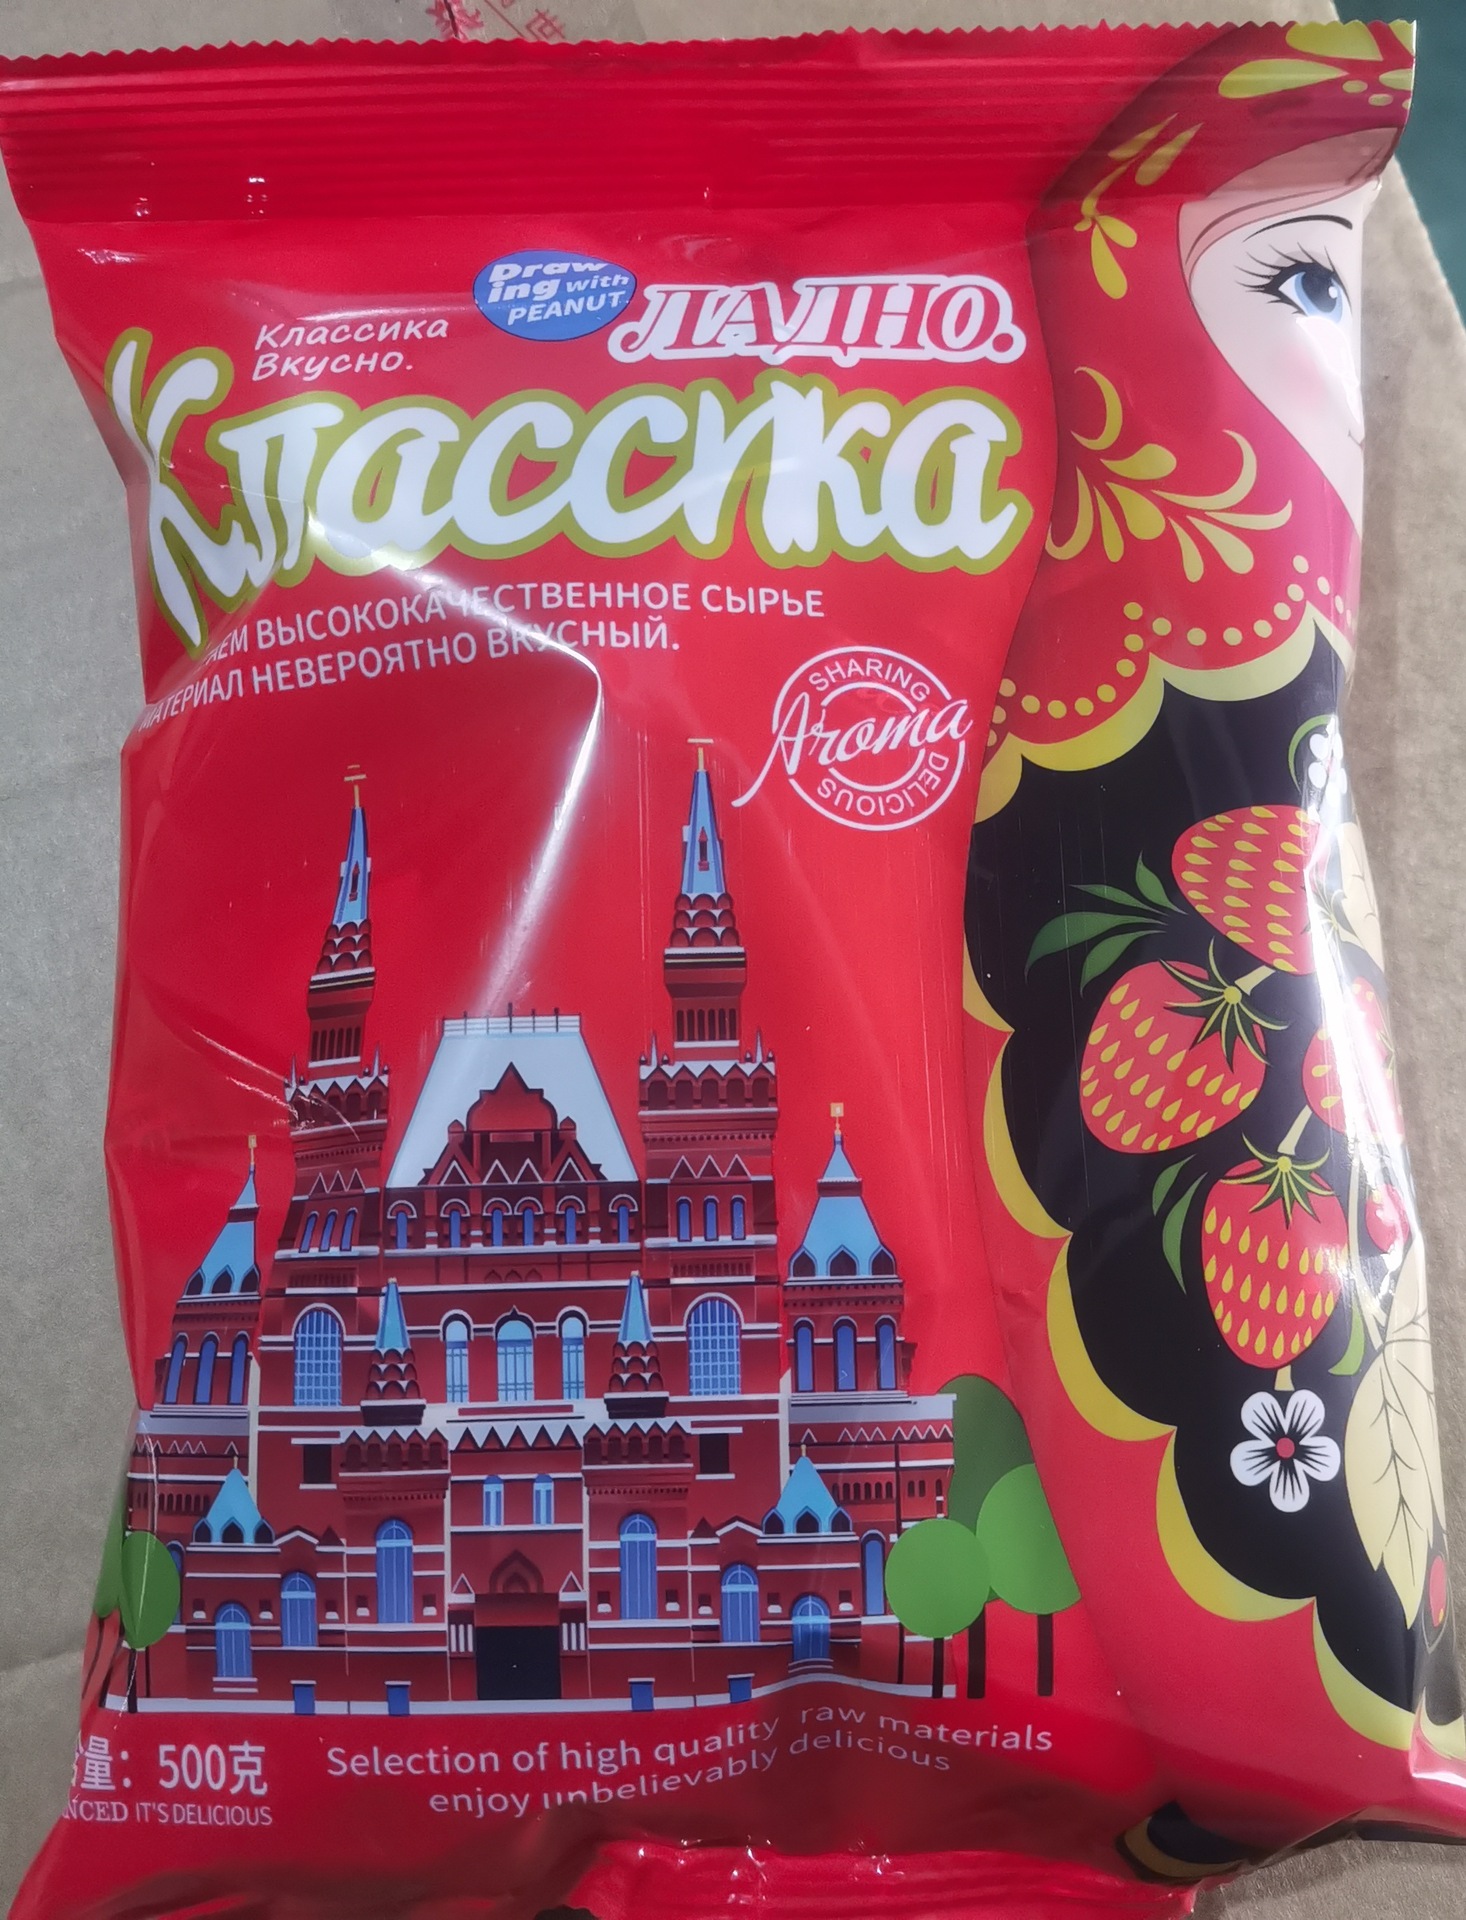 Draw
ing with
PEANUT
ЛАДНО.
Классика
Вкусно.
Классика
ВЫСОКОКАЧЕСТВЕННОЕ СЫРЬЕ
МАТЕРИАЛ НЕВЕРОЯТНО ВКУСНЫЙ.
SHARING
Aroma
DELICIOUS
量：500克
IT'S DELICIOUS
Selection of high quality raw materials
enjoy unbelievably delicious